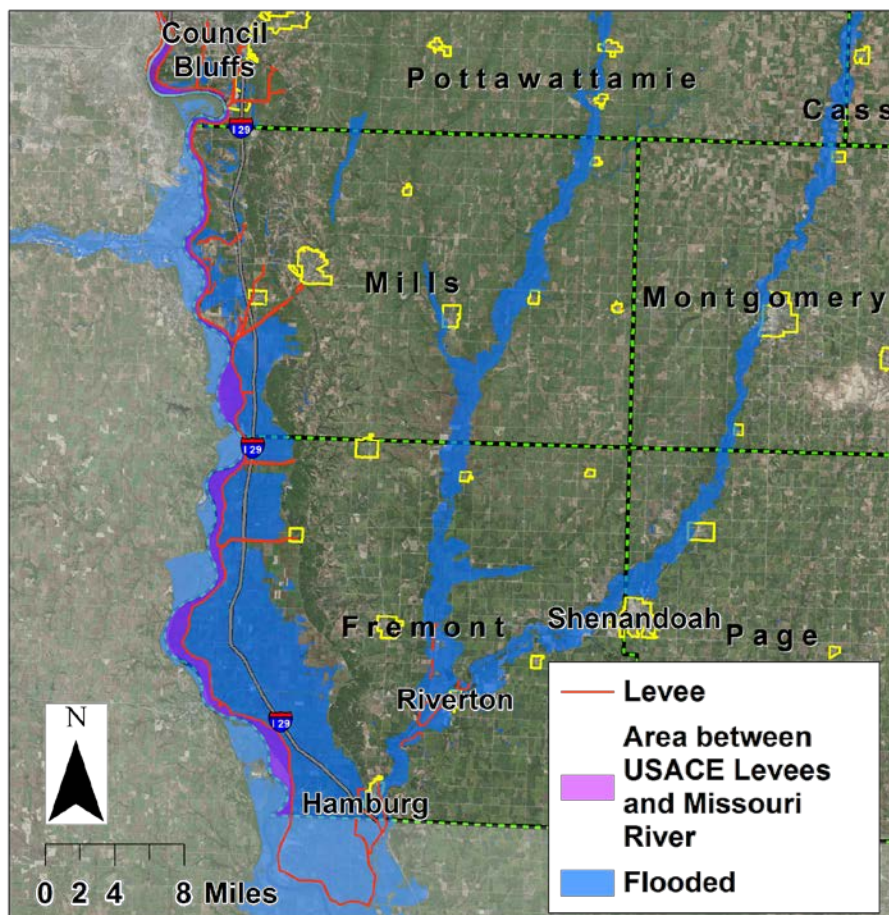 Council
Bluffs
Pottawattamie
Cass
I 29
Mills
Montgomery
I 29
Fremont
Shenandoah
Page
Riverton
I 29
Hamburg
N
0 2 4 8 Miles
Levee
Area between
USACE Levees
and Missouri
River
Flooded